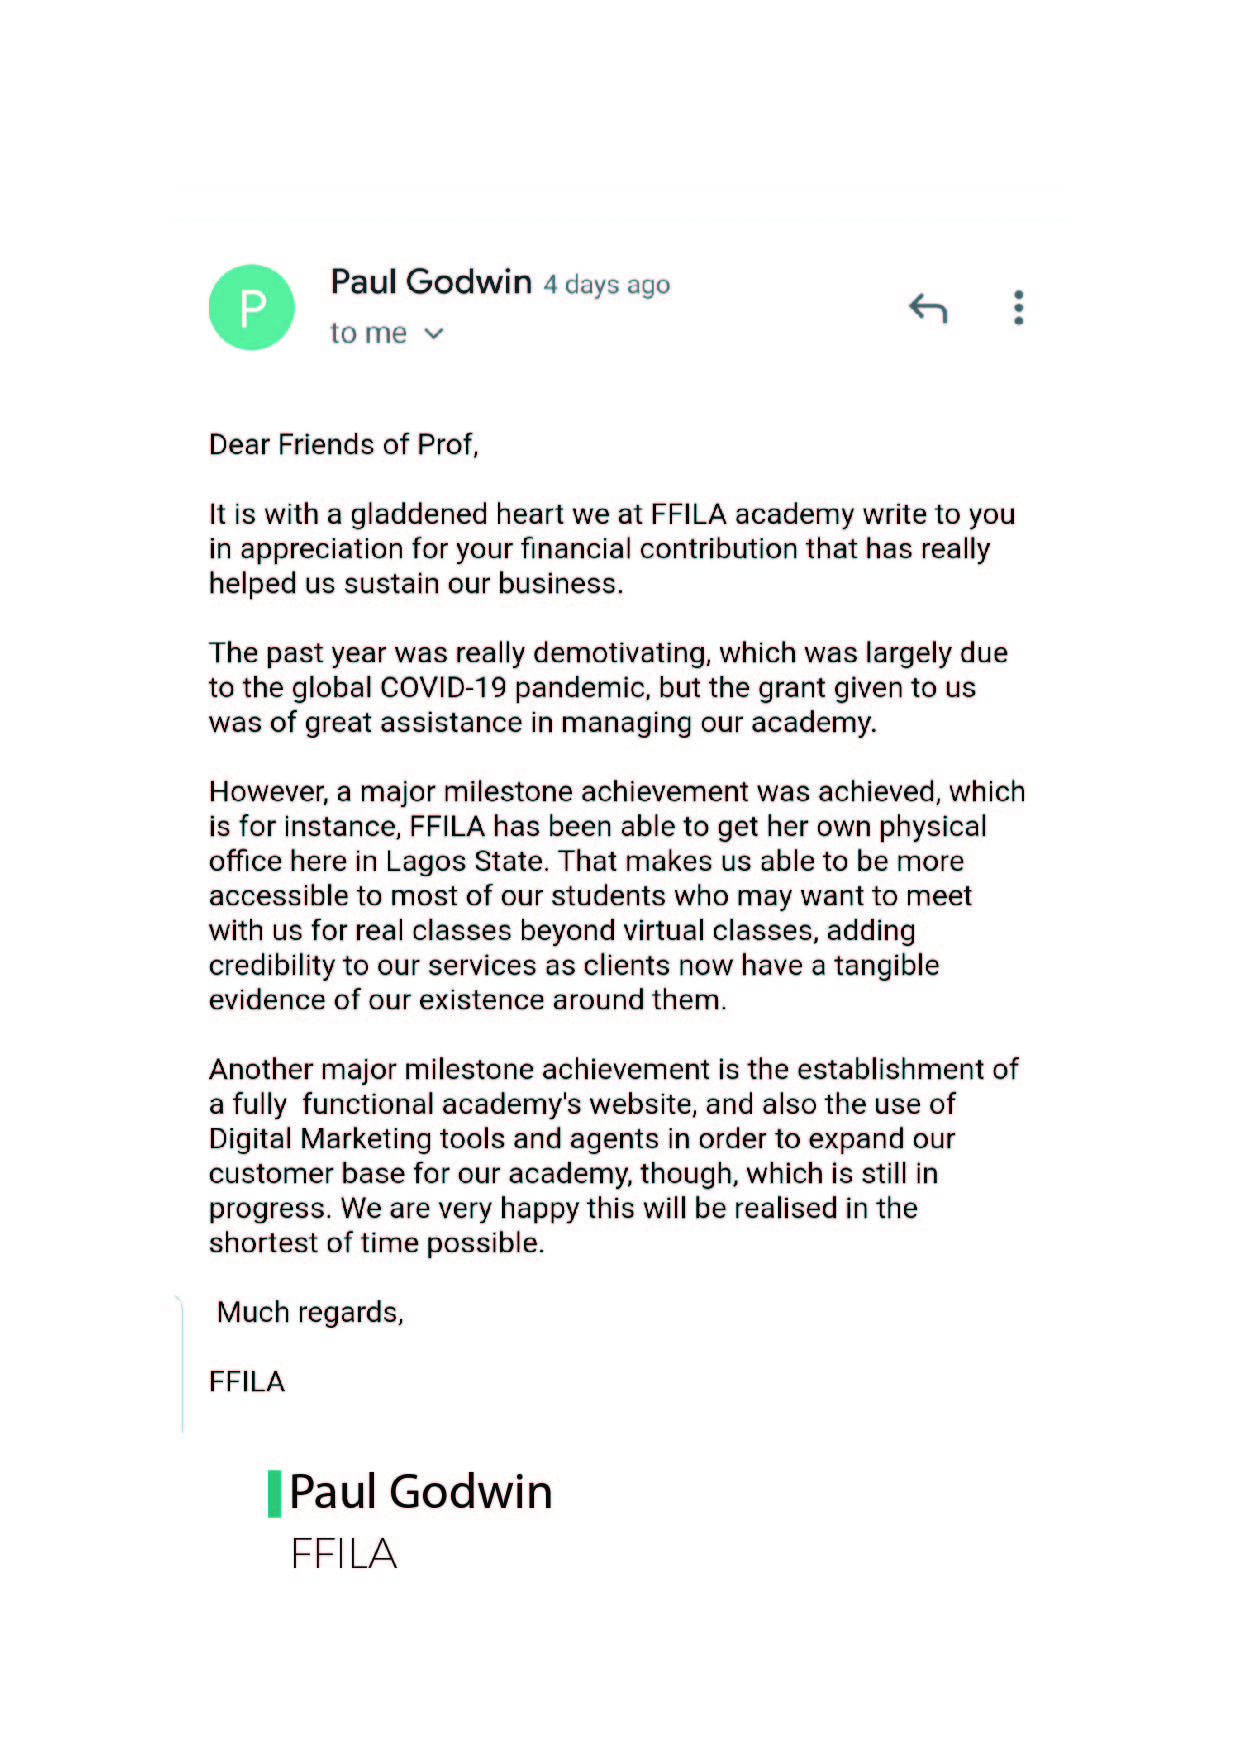 P
Paul Godwin 4 days ago
to me
Dear Friends of Prof,
It is with a gladdened heart we at FFILA academy write to you
in appreciation for your financial contribution that has really
helped us sustain our business.
The past year was really demotivating, which was largely due
to the global COVID-19 pandemic, but the grant given to us
was of great assistance in managing our academy.
However, a major milestone achievement was achieved, which
is for instance, FFILA has been able to get her own physical
office here in Lagos State. That makes us able to be more
accessible to most of our students who may want to meet
with us for real classes beyond virtual classes, adding
credibility to our services as clients now have a tangible
evidence of our existence around them.
Another major milestone achievement is the establishment of
a fully  functional academy's website, and also the use of
Digital Marketing tools and agents in order to expand our
customer base for our academy, though, which is still in
progress. We are very happy this will be realised in the
shortest of time possible.
Much regards,
FFILA
Paul Godwin
FFILA